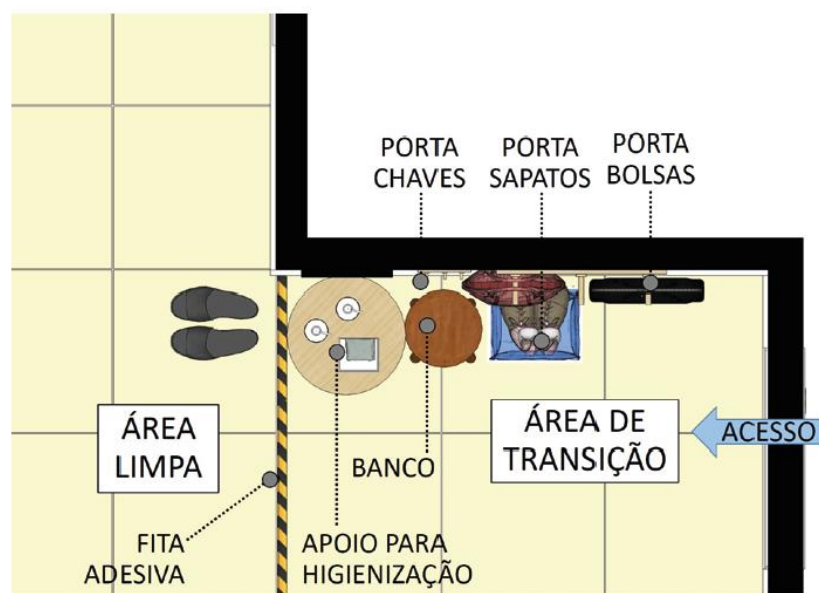 PORTA
CHAVES
PORTA
SAPATOS
PORTA
BOLSAS
ÁREA
LIMPA
ÁREA DE
TRANSIÇÃO
ACESSO
BANCO
FITA
ADESIVA
APOIO PARA
HIGIENIZAÇÃO